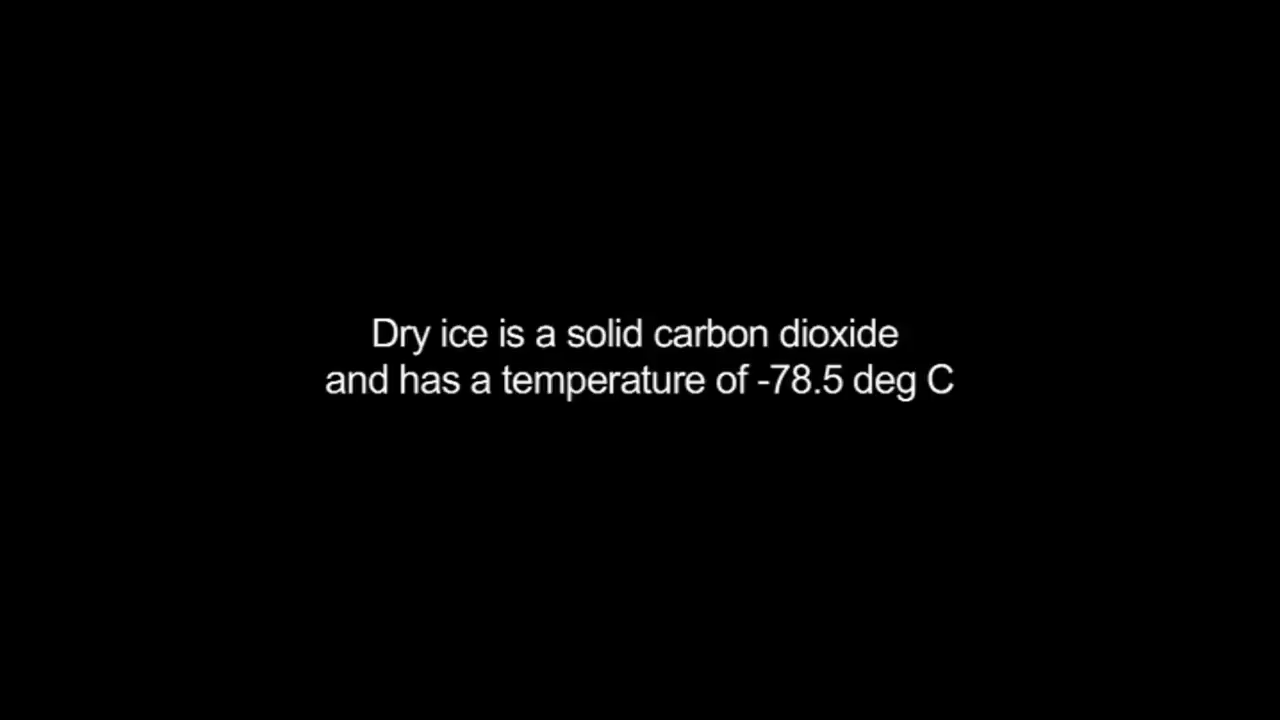 Dry ice is a solid carbon dioxide
and has a temperature of -78.5 deg C